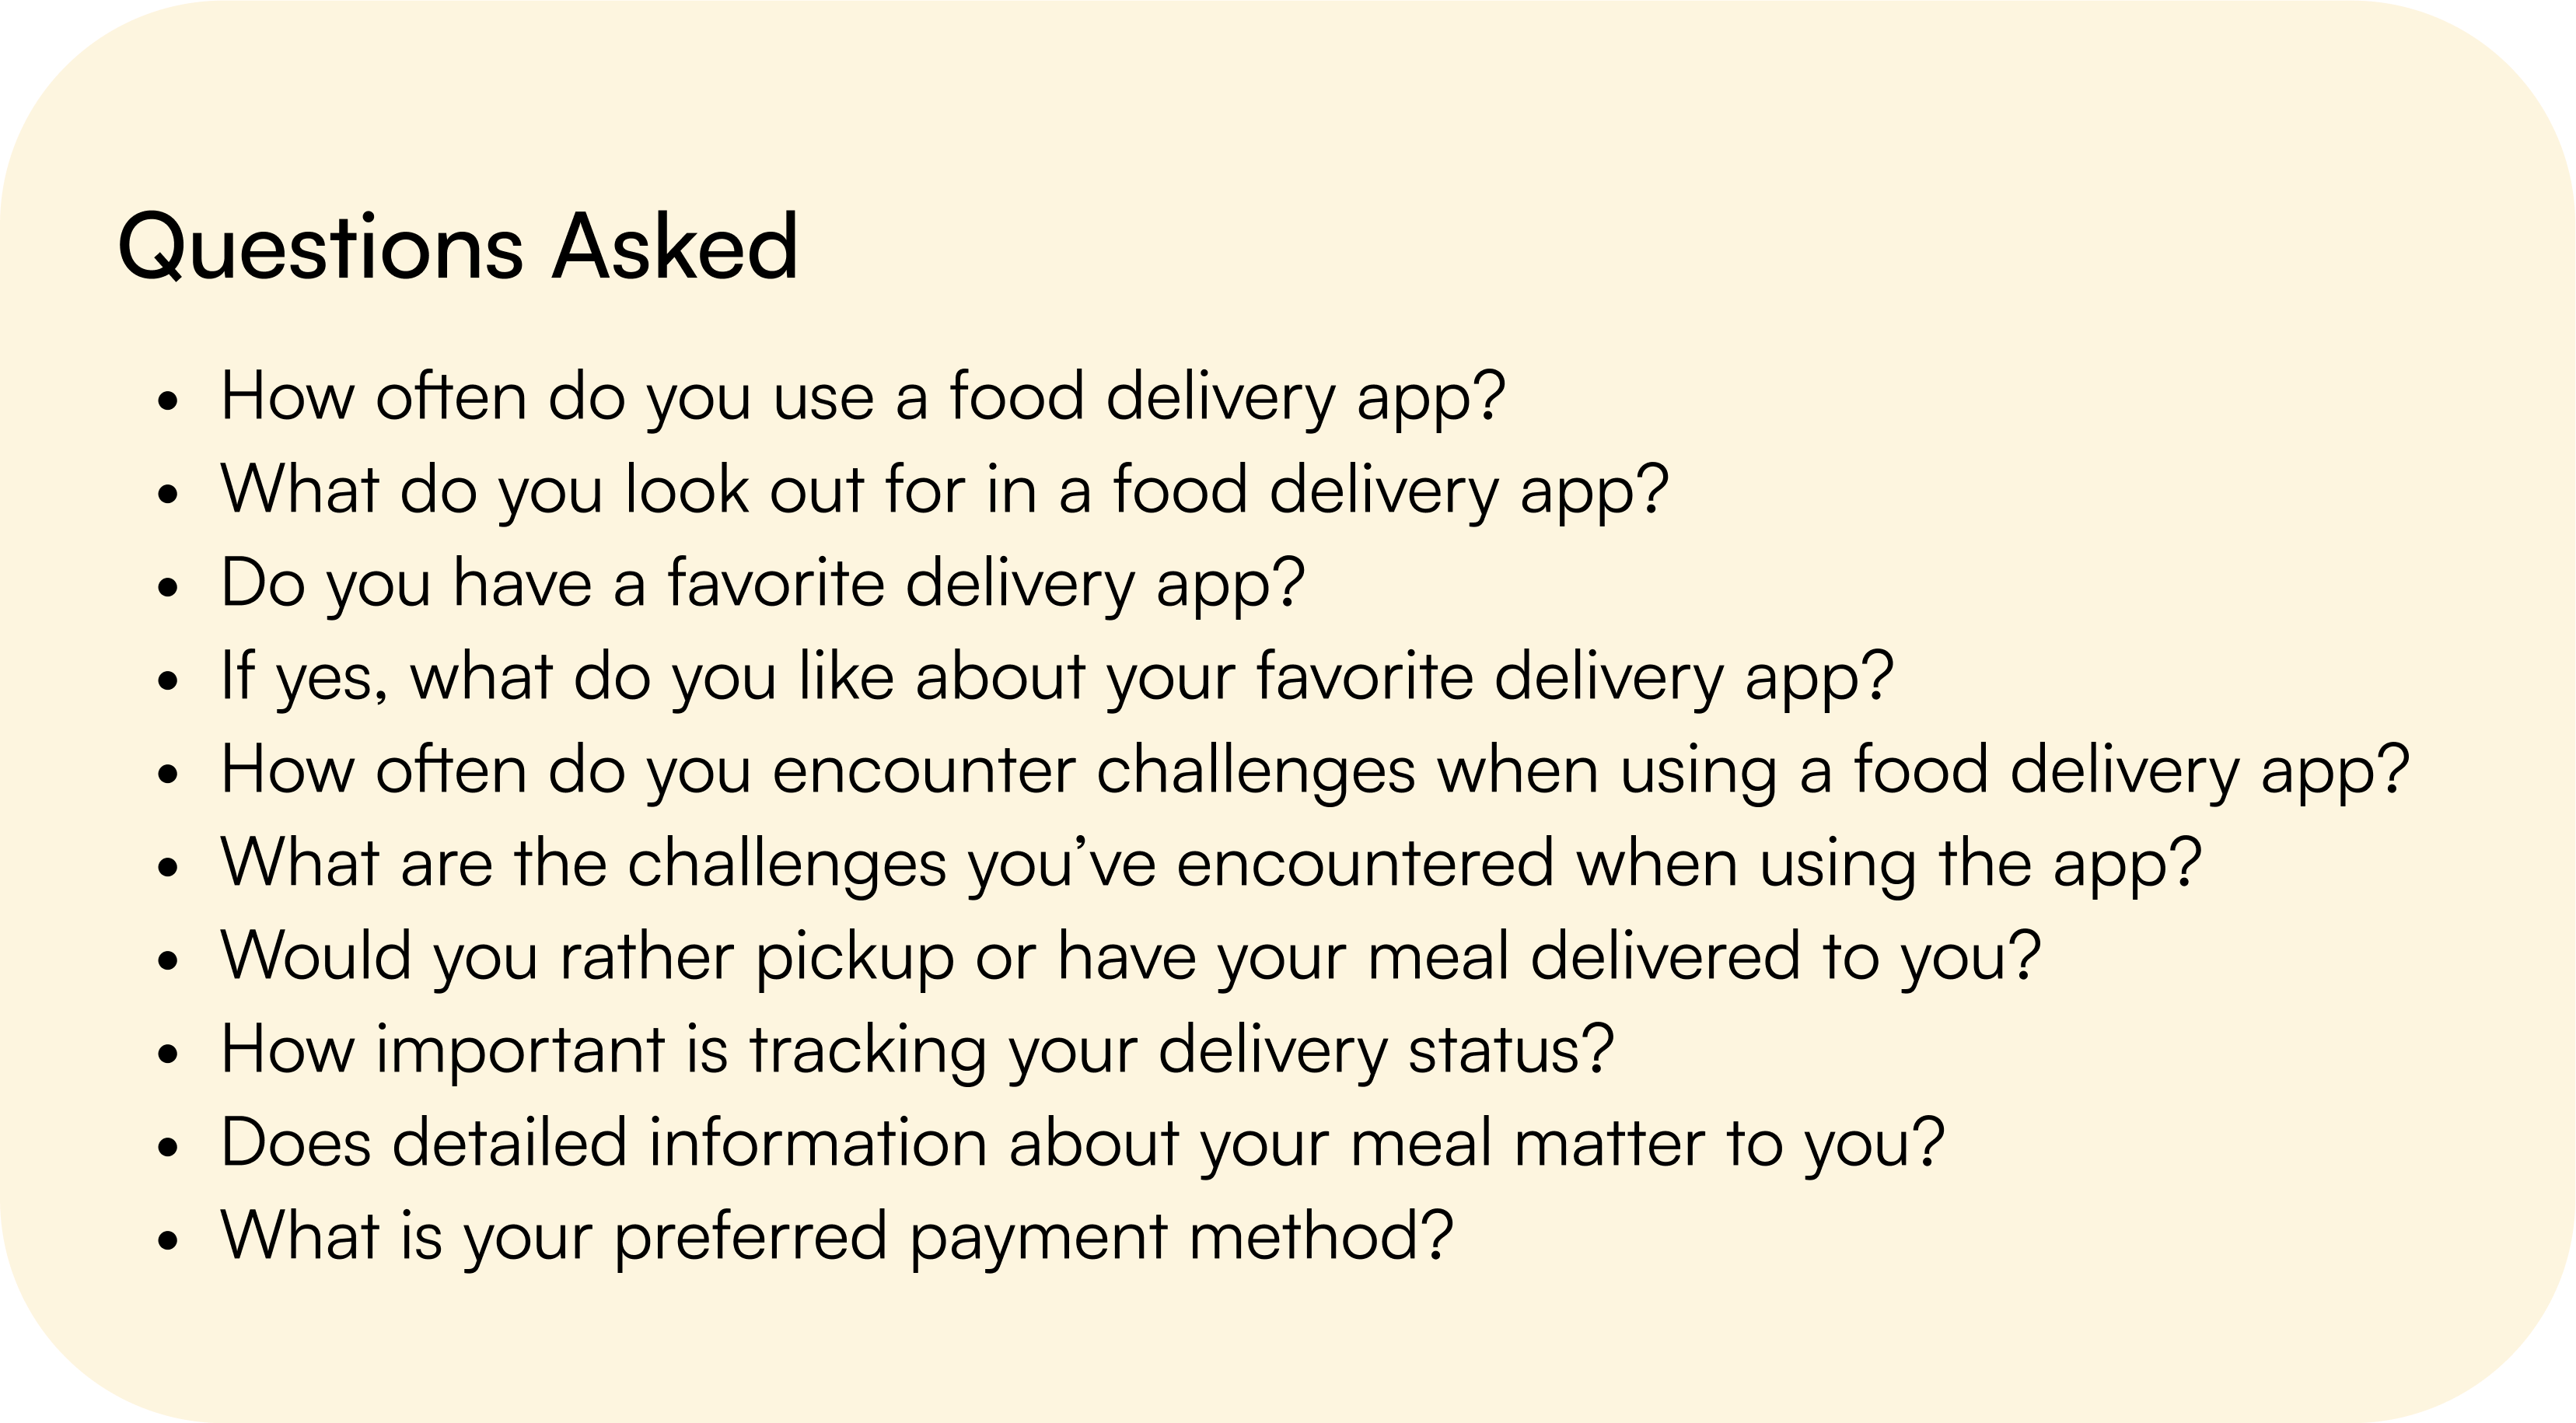 Questions Asked
• How often do you use a food delivery app?
• What do you look out for in a food delivery app?
• Do you have a favorite delivery app?
• If yes, what do you like about your favorite delivery app?
• How often do you encounter challenges when using a food delivery app?
• What are the challenges you’ve encountered when using the app?
• Would you rather pickup or have your meal delivered to you?
• How important is tracking your delivery status?
• Does detailed information about your meal matter to you?
• What is your preferred payment method?